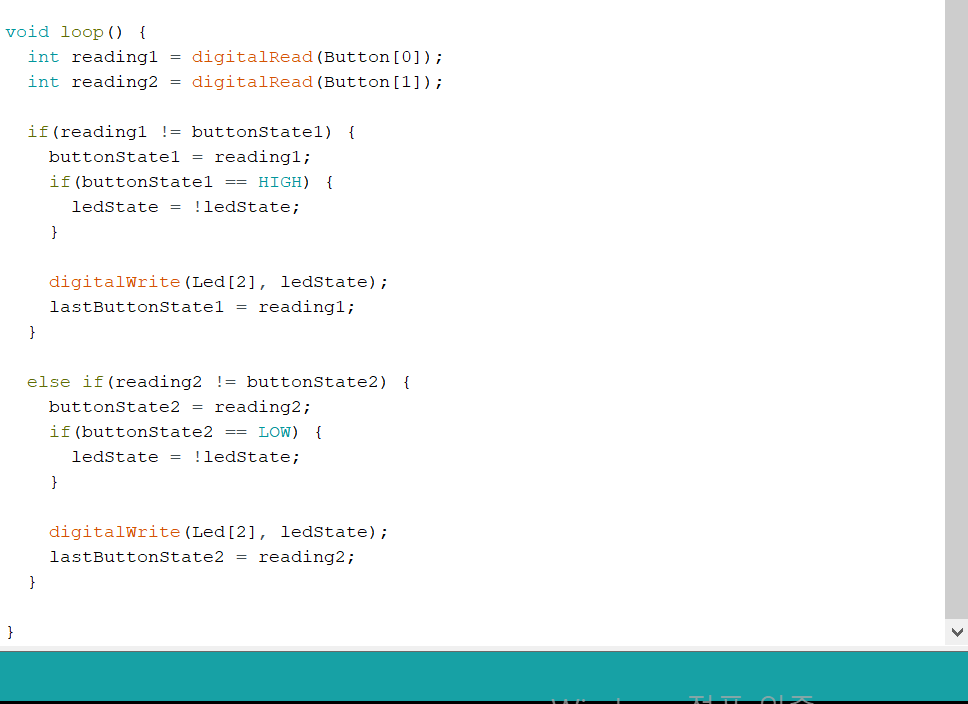 void loop() {
  int reading1 = digitalRead(Button[0]);
  int reading2 = digitalRead(Button[1]);
  if(reading1 != buttonState1) {
    buttonState1 = reading1;
    if(buttonState1 == HIGH) {
      ledState = !ledState;
    }
    digitalWrite(Led[2], ledState);
    lastButtonState1 = reading1;
  }
  else if(reading2 != buttonState2) {
    buttonState2 = reading2;
    if(buttonState2 == LOW) {
      ledState = !ledState;
    }
    digitalWrite(Led[2], ledState);
    lastButtonState2 = reading2;
  }
}